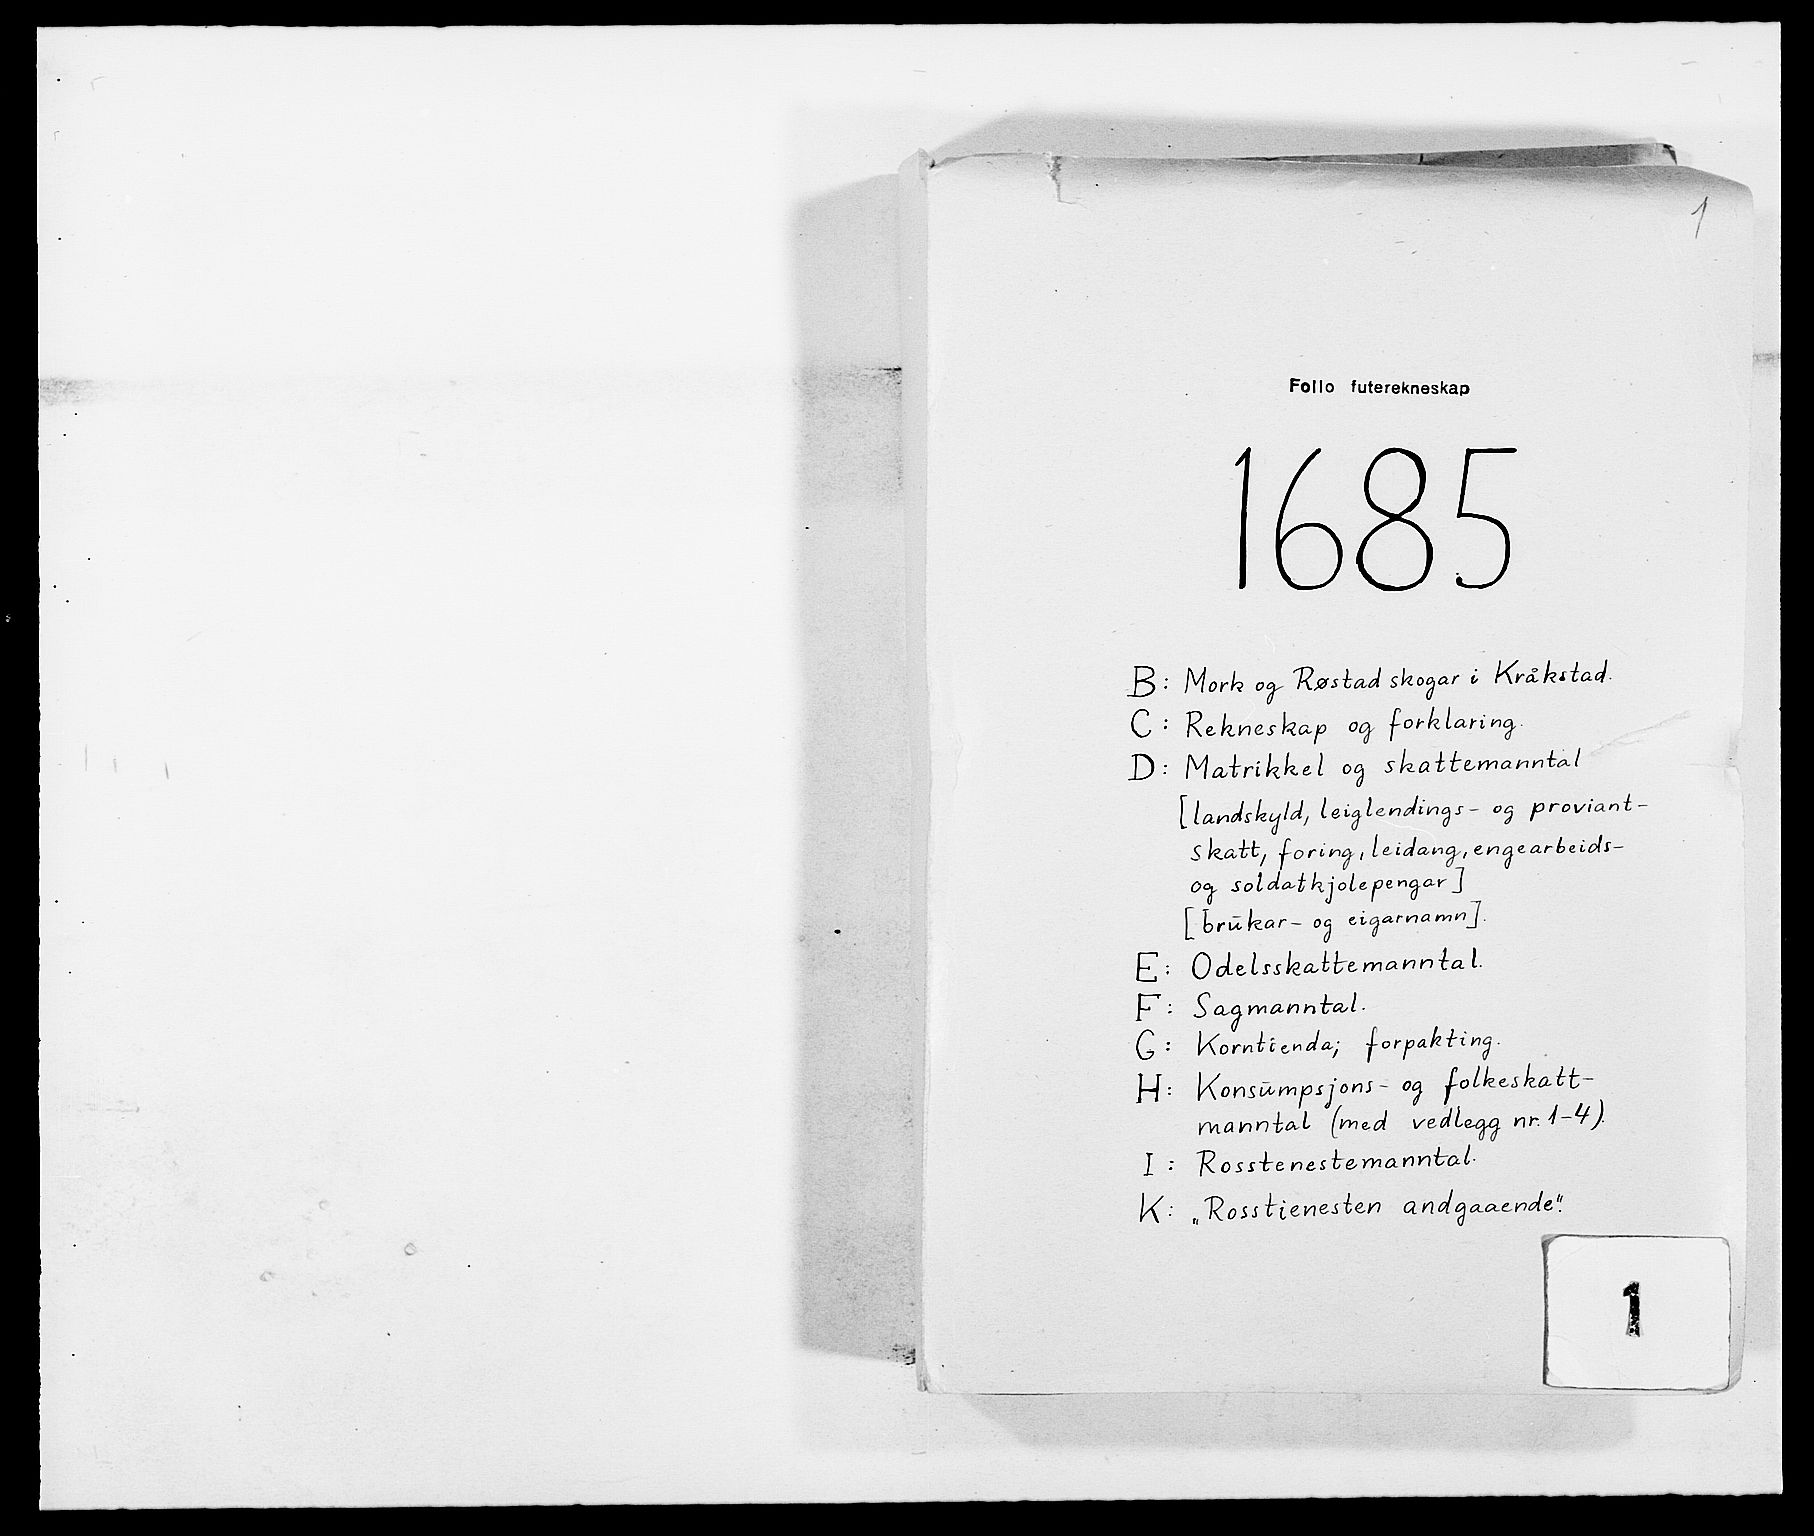 1
Follo futerekneskap
1685
B: Mork og Røstad skogar i Kråkstad.
C: Rekneskap og forklaring.
D: Matrikkel og skattemanntal
[landskyld, leiglendings- og proviant-
skatt, foring, leidang, engearbeids-
og soldatkjolepengar]
[brūkar- og eigarnamn].
E: Odelsskattemanntal.
F: Sagmanntal.
G: Korntienda; forpakting.
H: Konsūmpsjons- og folkeskatt-
manntal (med vedlegg nr. 1-4).
I: Rosstenestemanntal.
K: „Rosstienesten andgaaende“.
1